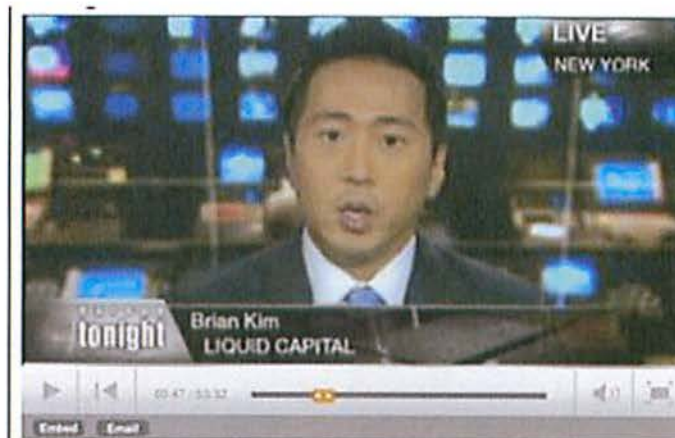 LIVE
NEW YORK
tonight
Brian Kim
LIQUID CAPITAL
Embed
Email